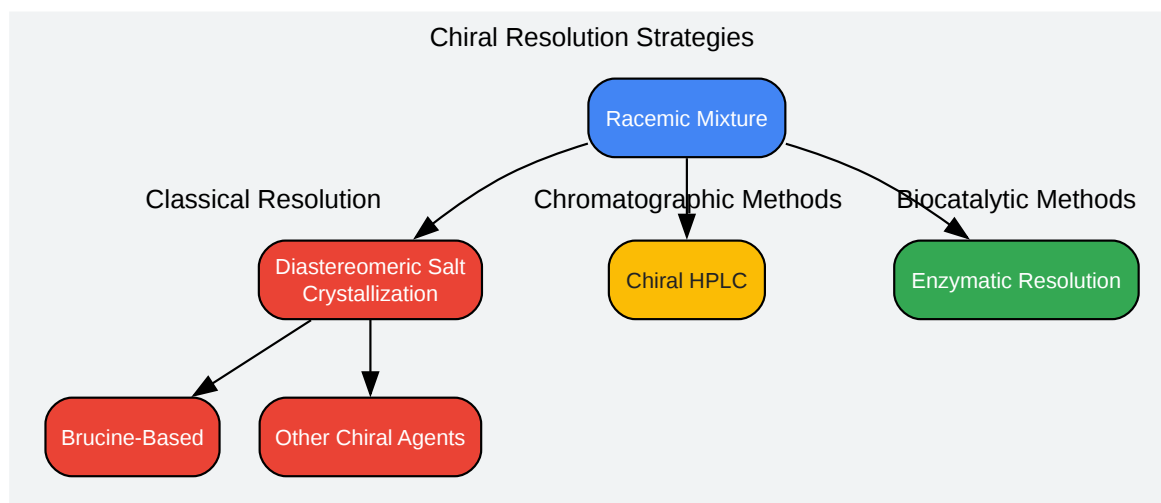 Chiral Resolution Strategies
Racemic Mixture
Classical Resolution
Chromatographic Methods
Biocatalytic Methods
Diastereomeric Salt
Crystallization
Chiral HPLC
Enzymatic Resolution
Brucine-Based
Other Chiral Agents